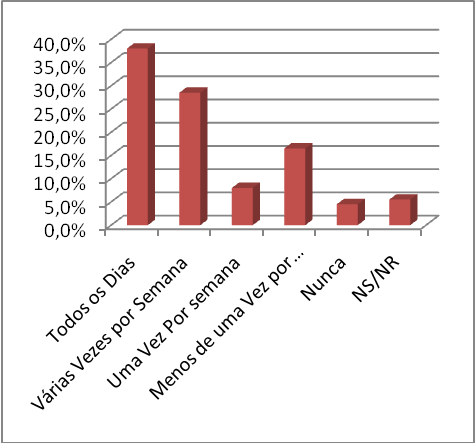 40,0%
35,0%
30,0%
25,0%
20,0%
15,0%
10,0%
5,0%
0,0%
Todos os Dias
Várias Vezes por Semana
Uma Vez Por semana
Menos de uma Vez por...
Nunca
NS/NR